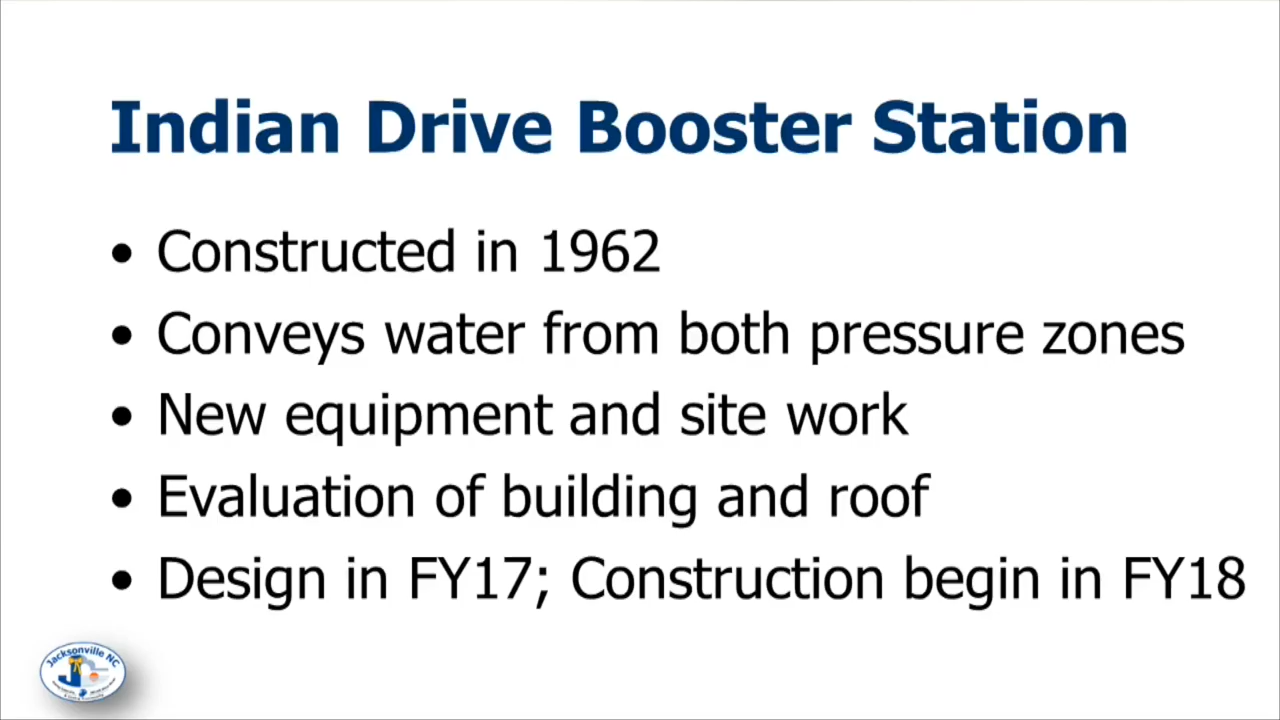 Indian Drive Booster Station
• Constructed in 1962
• Conveys water from both pressure zones
• New equipment and site work
• Evaluation of building and roof
• Design in FY17; Construction begin in FY18
Jacksonville NC